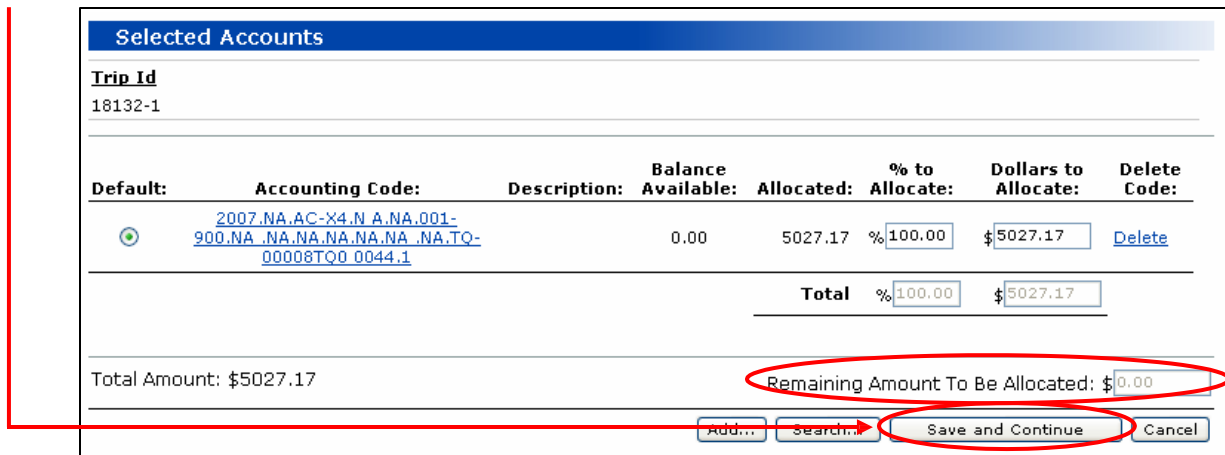 Selected Accounts
Trip Id
18132-1
Default: Accounting Code: Description: Balance Available: Allocated: % to Allocate: Dollars to Allocate: Delete Code:
2007.NA.AC-X4.N A.NA.001-
900.NA .NA.NA.NA.NA.NA .NA.TQ-
00008TQ0 0044.1
0.00 5027.17 %100.00 $5027.17 Delete
Total %100.00 $5027.17
Total Amount: $5027.17 Remaining Amount To Be Allocated: $0.00
Add... Search... Save and Continue Cancel